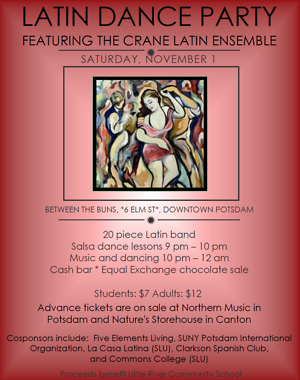 LATIN DANCE PARTY
FEATURING THE CRANE LATIN ENSEMBLE
SATURDAY, NOVEMBER 1
BETWEEN THE BUNS, *6 ELM ST*, DOWNTOWN POTSDAM
20 piece Latin band
Salsa dance lessons 9 pm – 10 pm
Music and dancing 10 pm – 12 am
Cash bar * Equal Exchange chocolate sale
Students: $7 Adults: $12
Advance tickets are on sale at Northern Music in
Potsdam and Nature's Storehouse in Canton
Cosponsors include: Five Elements Living, SUNY Potsdam International
Organization, La Casa Latina (SLU), Clarkson Spanish Club,
and Commons College (SLU)
Proceeds benefit Little River Community School